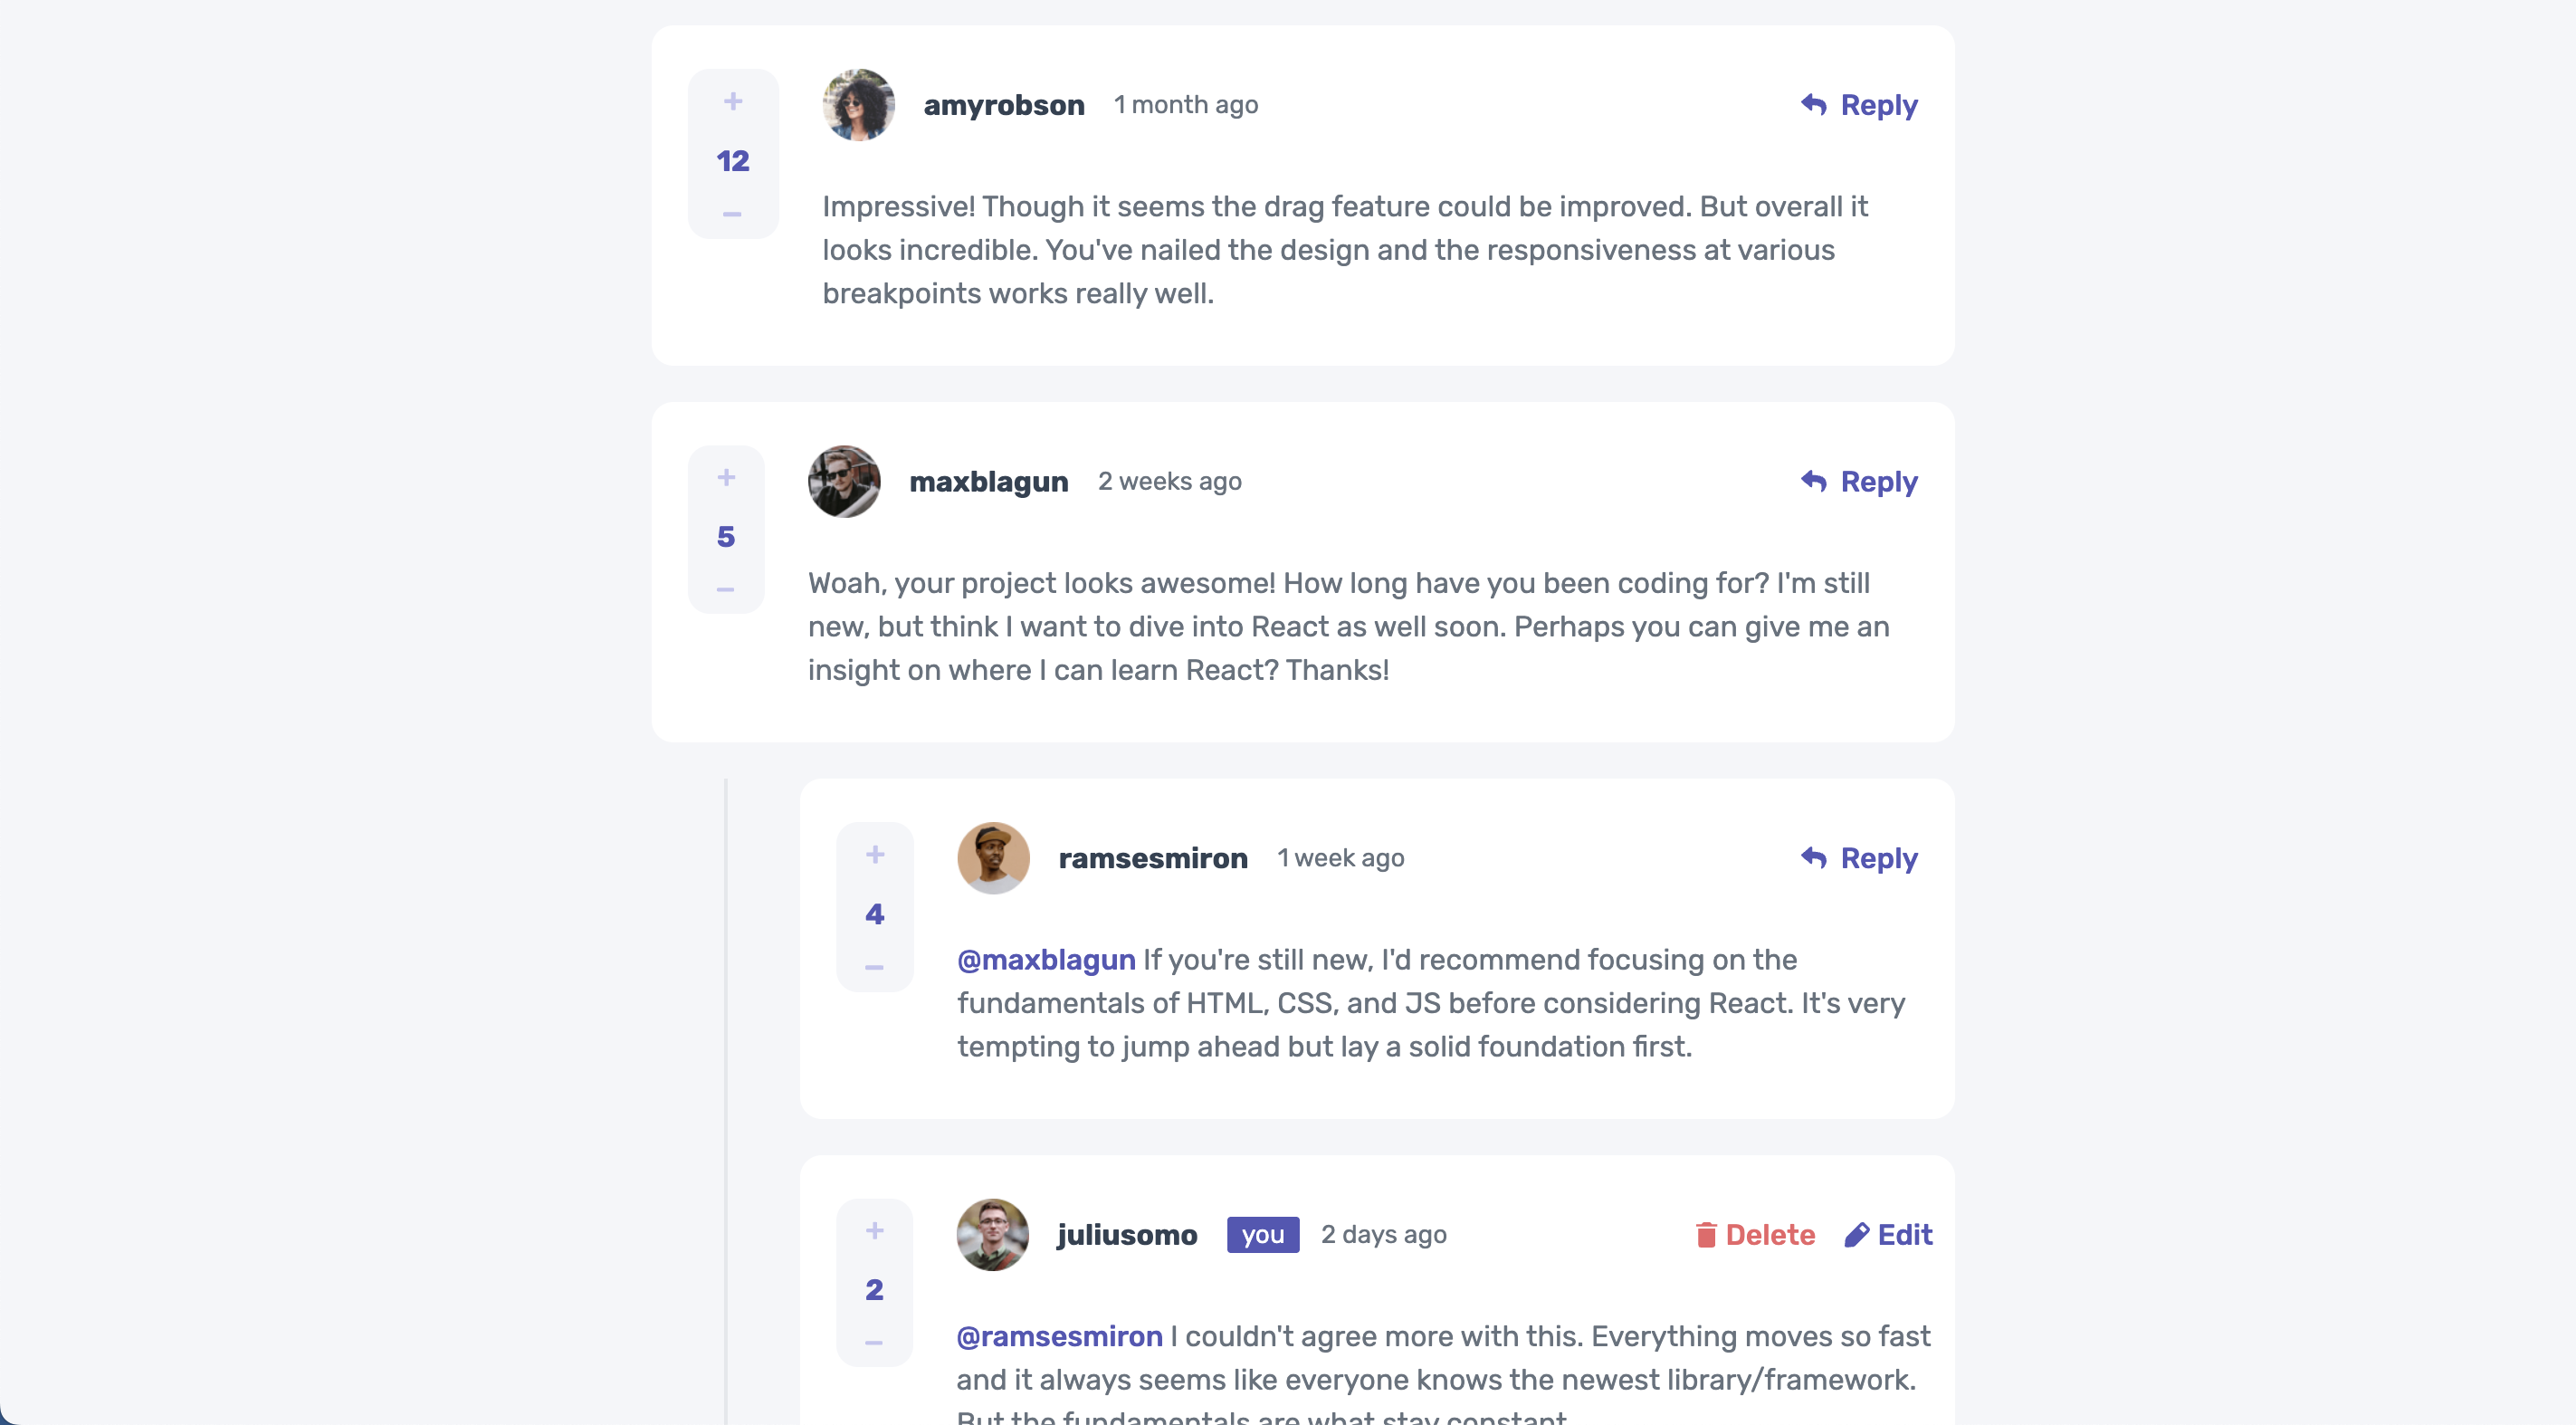 +
amyrobson 1 month ago Reply
12
−
Impressive! Though it seems the drag feature could be improved. But overall it
looks incredible. You've nailed the design and the responsiveness at various
breakpoints works really well.
+
maxblagun 2 weeks ago Reply
5
−
Woah, your project looks awesome! How long have you been coding for? I'm still
new, but think I want to dive into React as well soon. Perhaps you can give me an
insight on where I can learn React? Thanks!
+
ramsesmiron 1 week ago Reply
4
−
@maxblagun If you're still new, I'd recommend focusing on the
fundamentals of HTML, CSS, and JS before considering React. It's very
tempting to jump ahead but lay a solid foundation first.
+
juliusomo you 2 days ago Delete Edit
2
−
@ramsesmiron I couldn't agree more with this. Everything moves so fast
and it always seems like everyone knows the newest library/framework.
But the fundamentals are what stay constant.